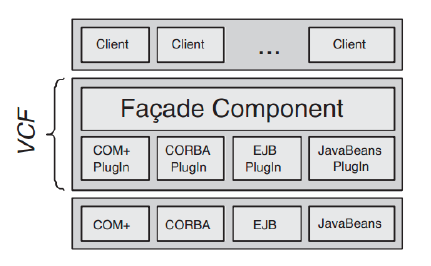 Client Client ... Client
VCF
Façade Component
COM+ CORBA EJB JavaBeans
PlugIn PlugIn PlugIn PlugIn
COM+ CORBA EJB JavaBeans